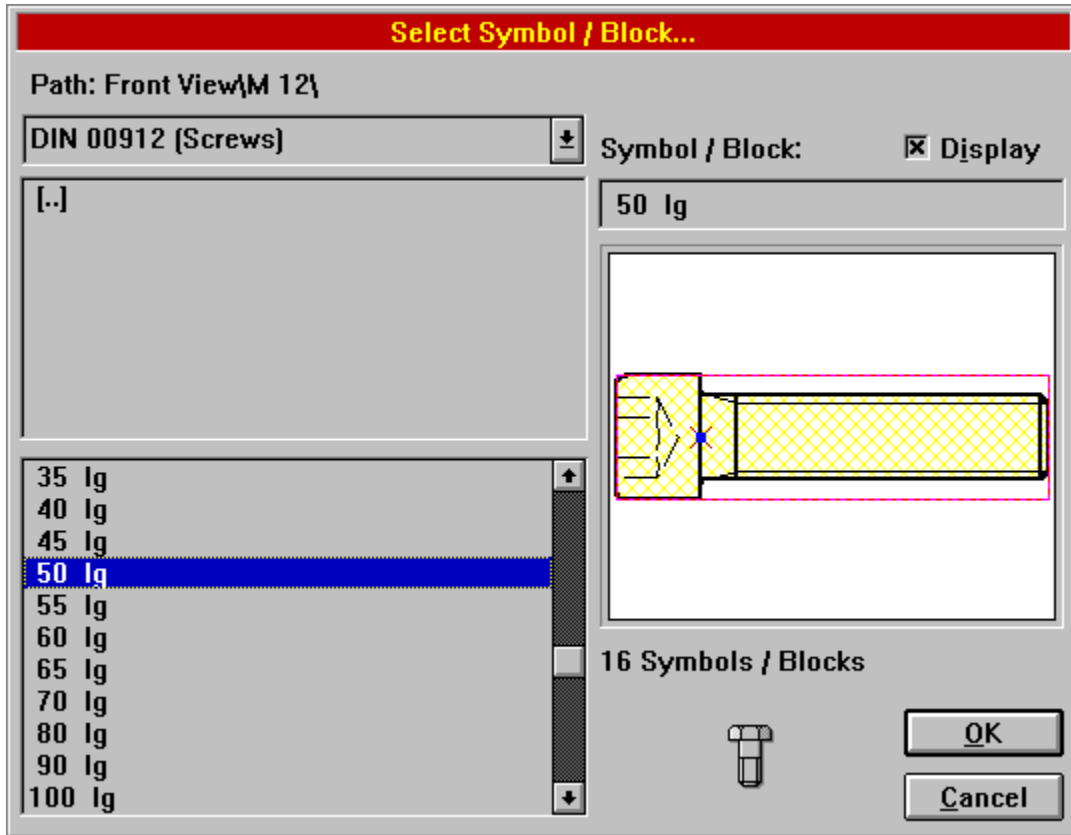 Select Symbol / Block...
Path: Front View\M 12\
DIN 00912 (Screws)
Symbol / Block:
Display
[..]
50 lg
35 lg
40 lg
45 lg
50 lg
55 lg
60 lg
65 lg
70 lg
80 lg
90 lg
100 lg
16 Symbols / Blocks
OK
Cancel